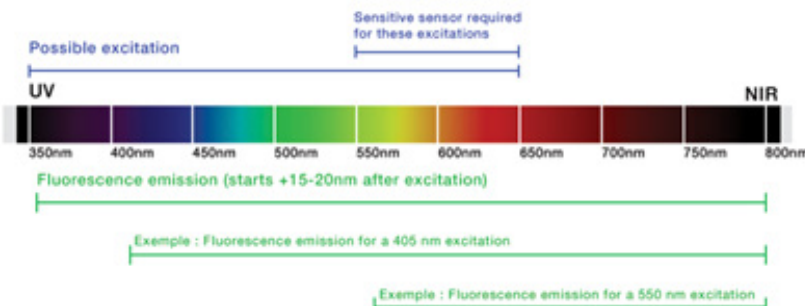 Sensitive sensor required
for these excitations
Possible excitation
UV
NIR
350nm 400nm 450nm 500nm 550nm 600nm 650nm 700nm 750nm 800nm
Fluorescence emission (starts +15-20nm after excitation)
Exemple : Fluorescence emission for a 405 nm excitation
Exemple : Fluorescence emission for a 550 nm excitation